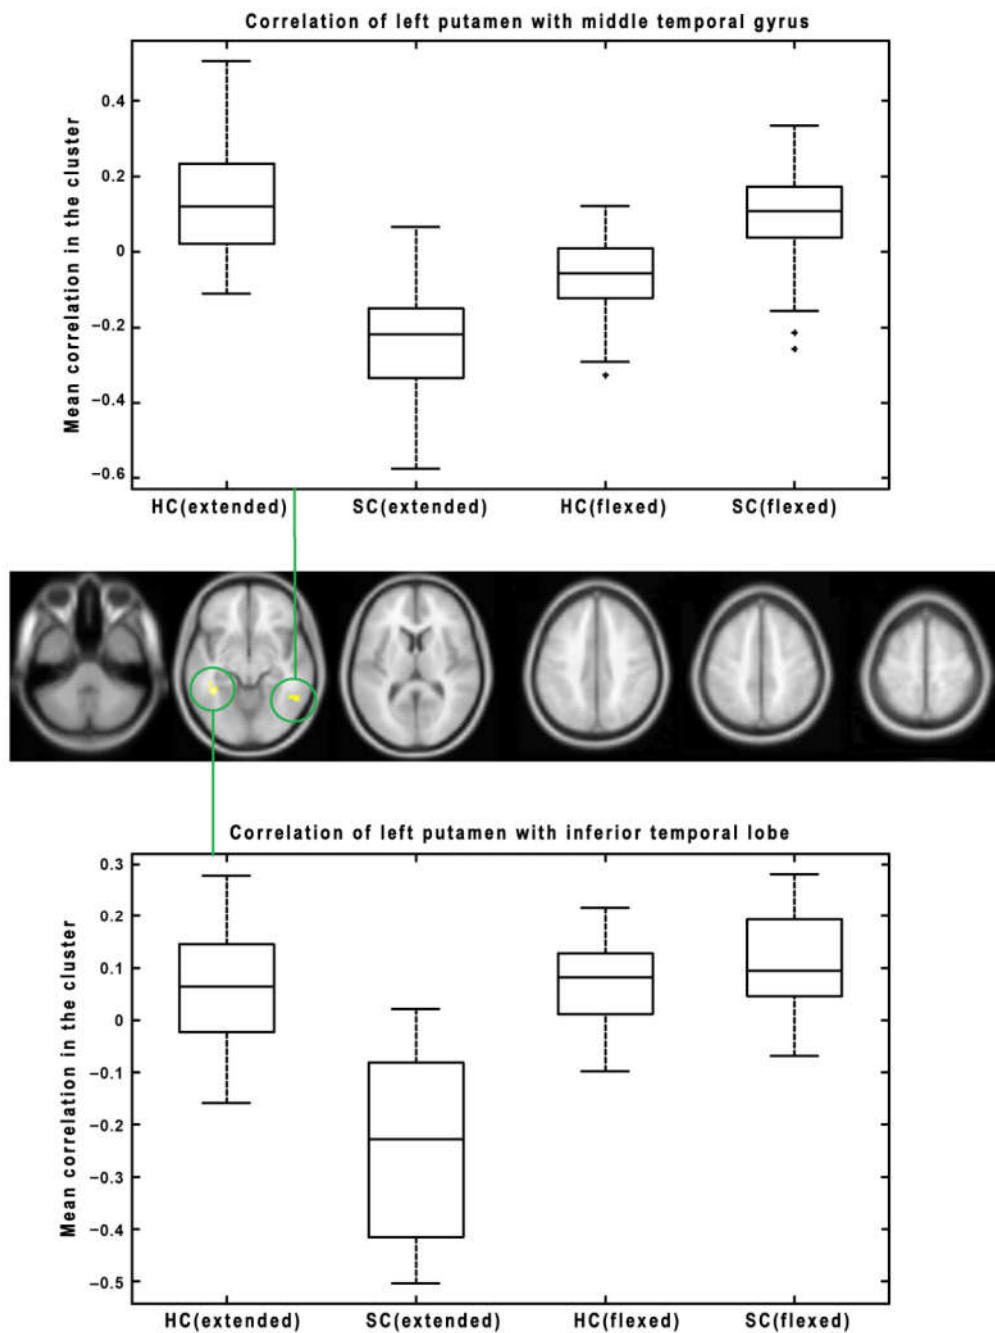 Correlation of left putamen with middle temporal gyrus
Mean correlation in the cluster
0.4
0.2
0
−0.2
−0.4
−0.6
HC(extended) SC(extended) HC(flexed) SC(flexed)
Correlation of left putamen with inferior temporal lobe
Mean correlation in the cluster
0.3
0.2
0.1
0
−0.1
−0.2
−0.3
−0.4
−0.5
HC(extended) SC(extended) HC(flexed) SC(flexed)